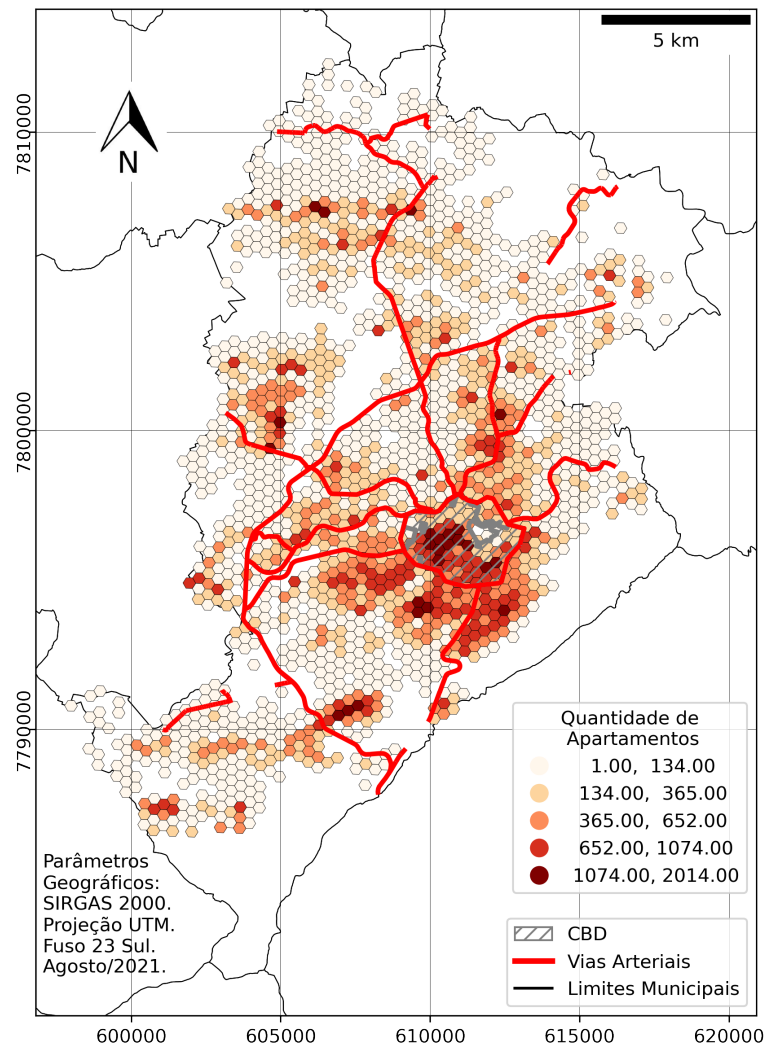 5 km
N
7810000
7800000
7790000
Quantidade de
Apartamentos
1.00, 134.00
134.00, 365.00
365.00, 652.00
652.00, 1074.00
1074.00, 2014.00
Parâmetros
Geográficos:
SIRGAS 2000.
Projeção UTM.
Fuso 23 Sul.
Agosto/2021.
CBD
Vias Arteriais
Limites Municipais
600000 605000 610000 615000 620000